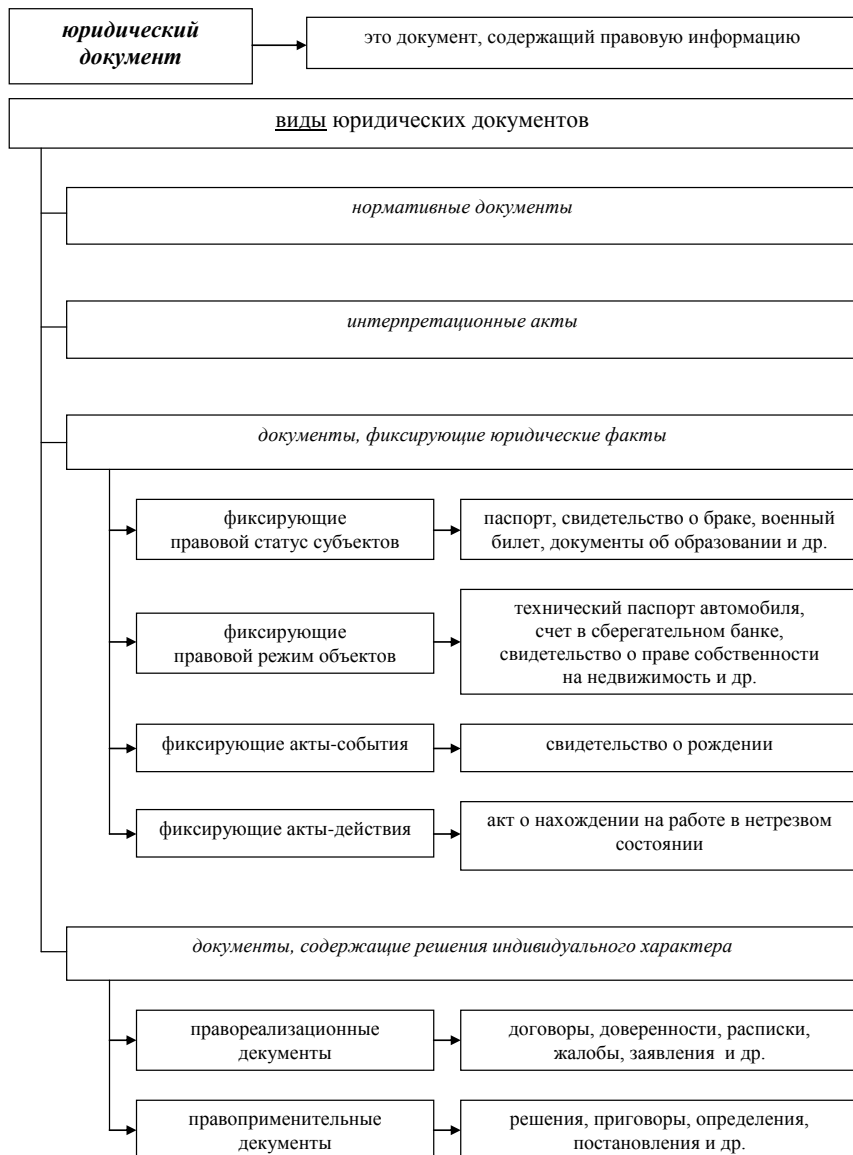 юридический
документ
это документ, содержащий правовую информацию
виды юридических документов
нормативные документы
интерпретационные акты
документы, фиксирующие юридические факты
фиксирующие
правовой статус субъектов
паспорт, свидетельство о браке, военный
билет, документы об образовании и др.
фиксирующие
правовой режим объектов
технический паспорт автомобиля,
счет в сберегательном банке,
свидетельство о праве собственности
на недвижимость и др.
фиксирующие акты-события
свидетельство о рождении
фиксирующие акты-действия
акт о нахождении на работе в нетрезвом
состоянии
документы, содержащие решения индивидуального характера
правореализационные
декументы
договоры, доверенности, расписки,
жалобы, заявления и др.
правоприменительные
декументы
решения, приговоры, определения,
постановления и др.